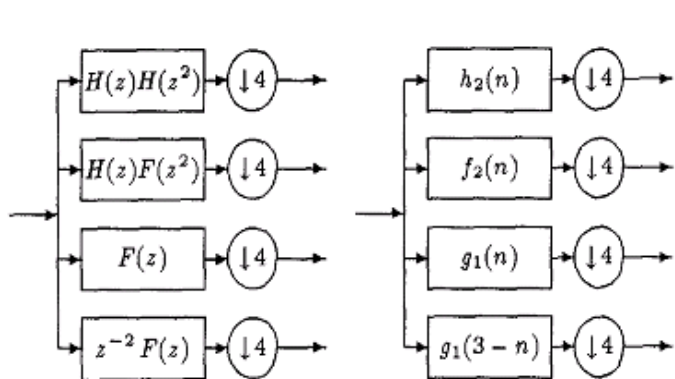 H(z)H(z²) ↓4
H(z)F(z²) ↓4
F(z) ↓4
z⁻² F(z) ↓4
h₂(n) ↓4
f₂(n) ↓4
g₁(n) ↓4
g₁(3 − n) ↓4